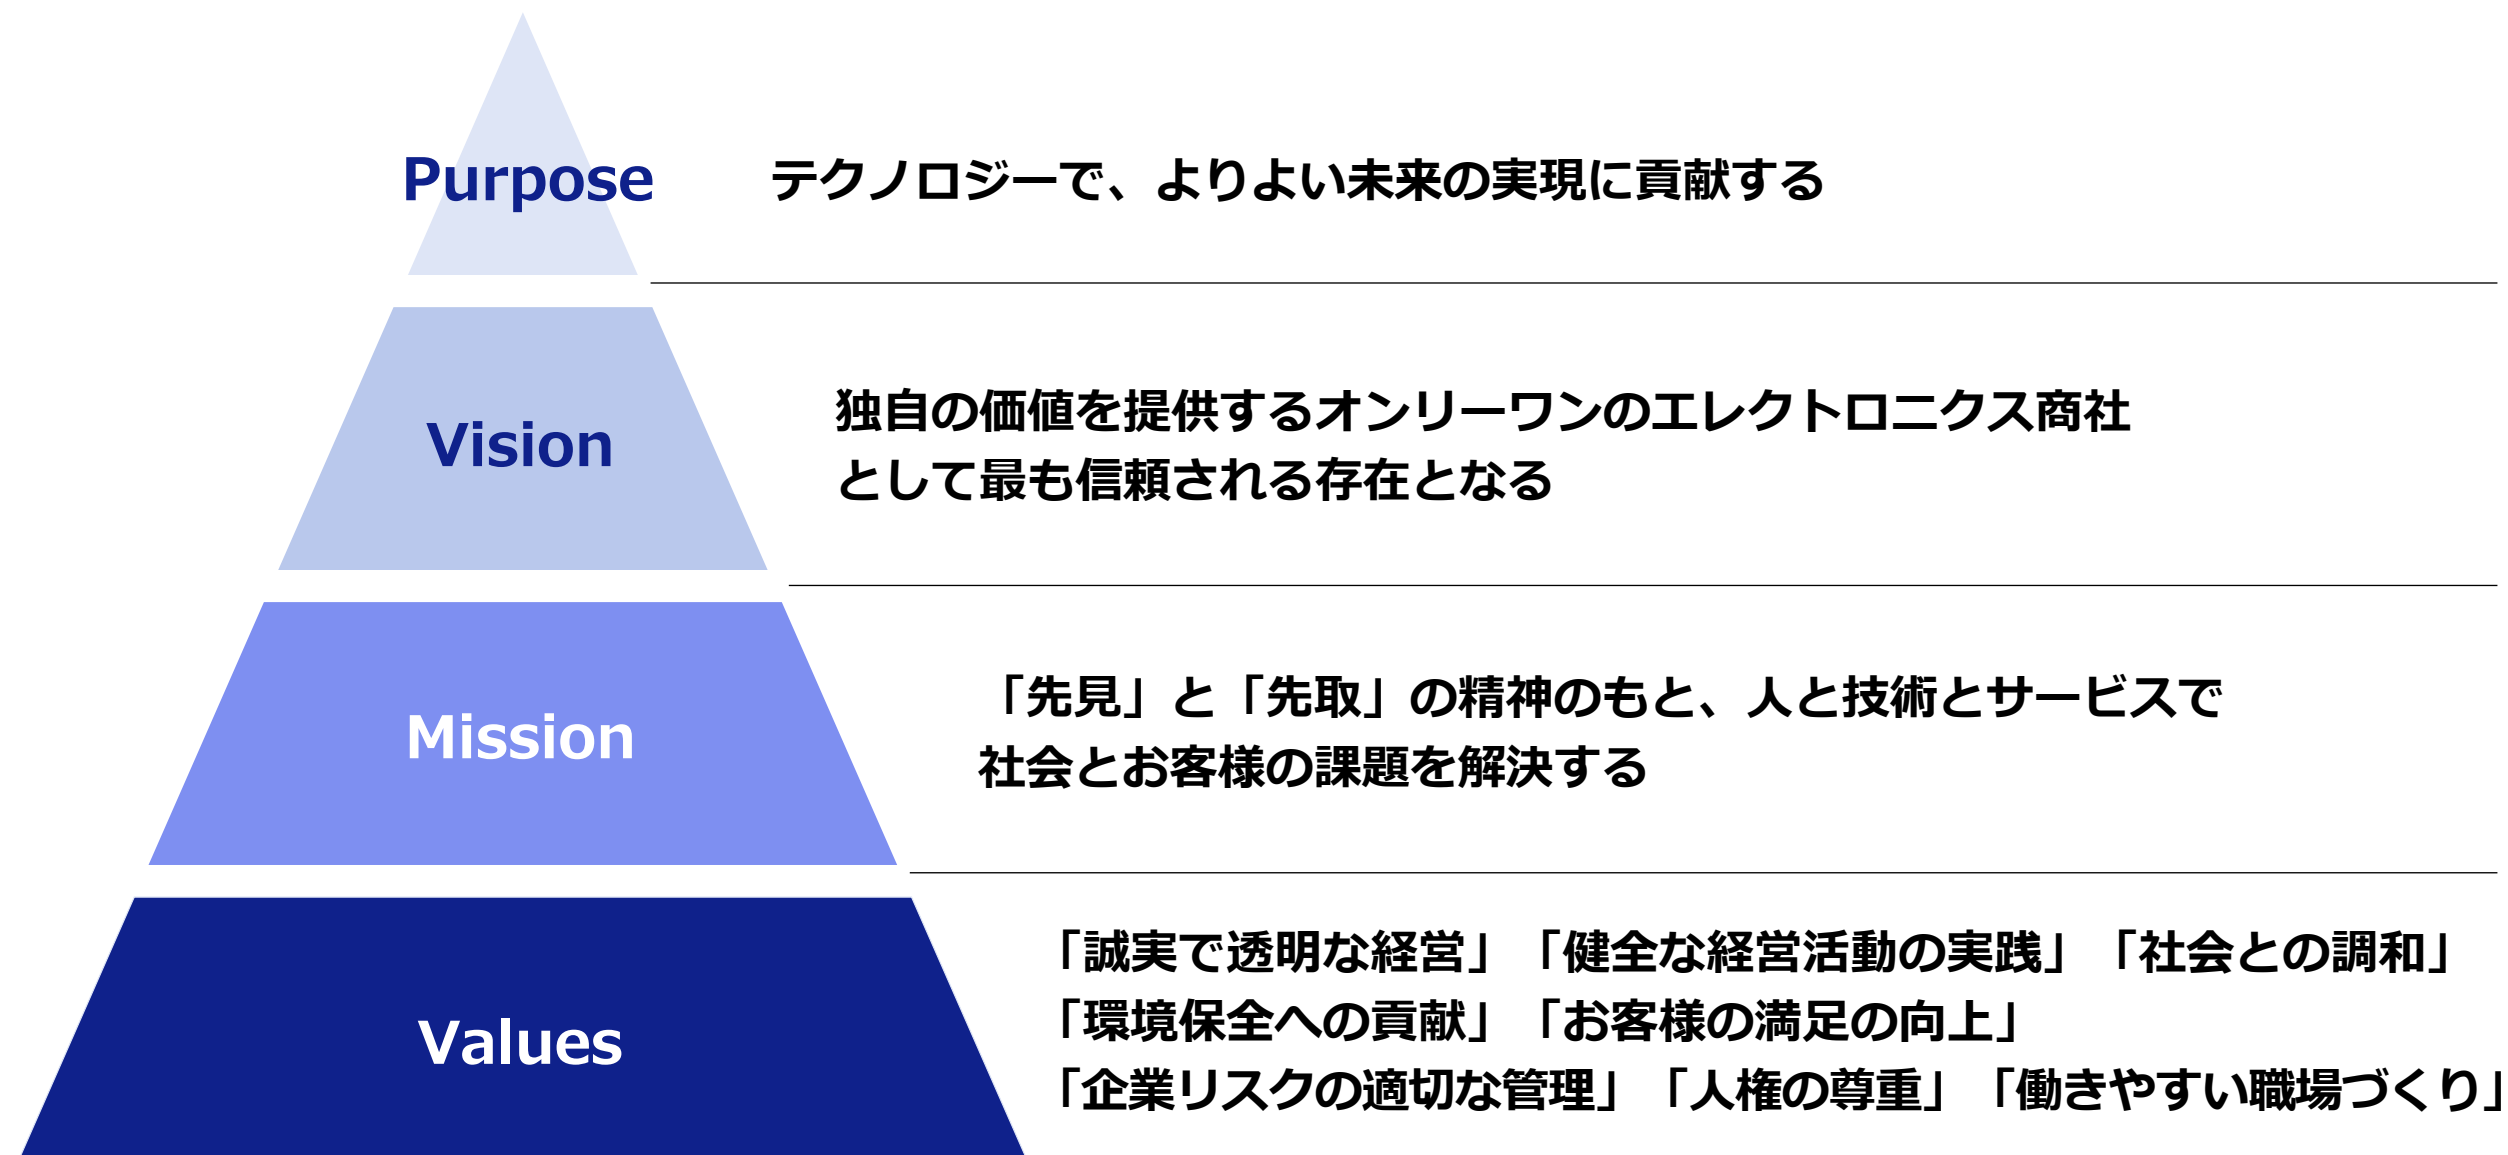 Purpose
テクノロジーで、よりよい未来の実現に貢献する
Vision
独自の価値を提供するオンリーワンのエレクトロニクス商社
として最も信頼される存在となる
Mission
「先見」と「先取」の精神のもと、人と技術とサービスで
社会とお客様の課題を解決する
Values
「誠実で透明な経営」「健全な経営活動の実践」「社会との調和」
「環境保全への貢献」「お客様の満足の向上」
「企業リスクの適切な管理」「人権の尊重」「働きやすい職場づくり」